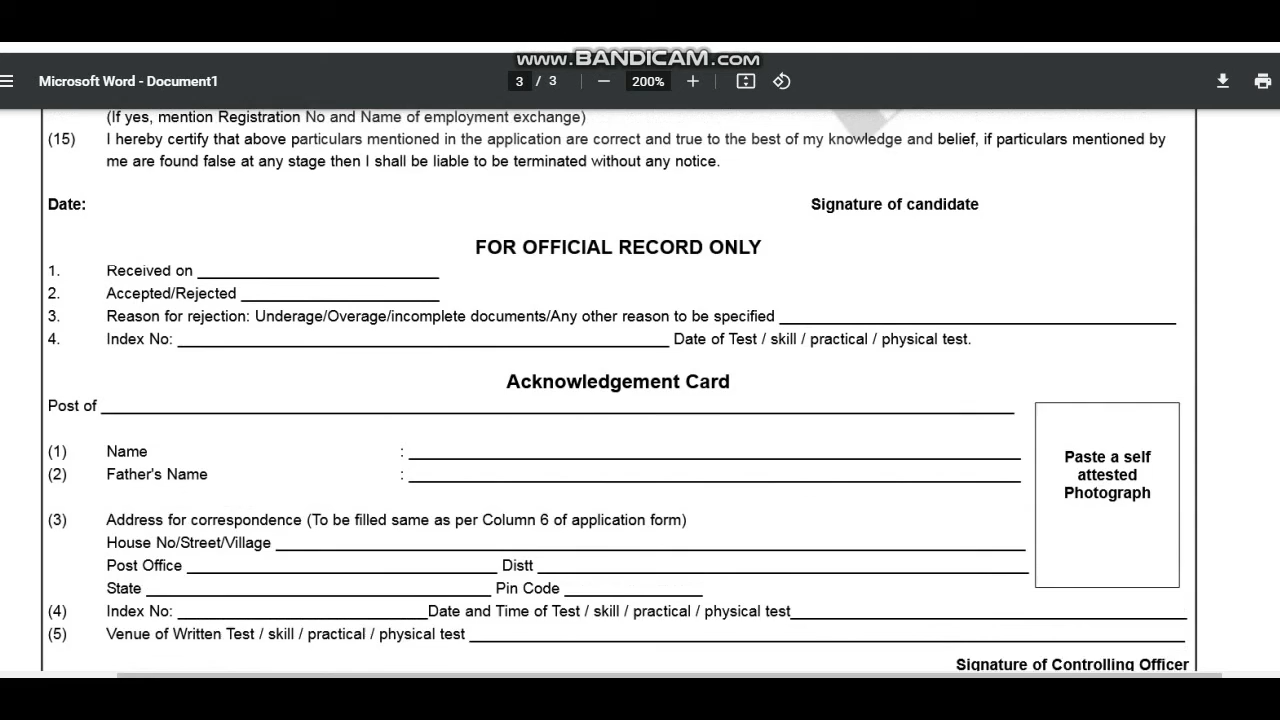 www.BANDICAM.com
Microsoft Word - Document1
3 / 3
200%
(If yes, mention Registration No and Name of employment exchange)
(15) I hereby certify that above particulars mentioned in the application are correct and true to the best of my knowledge and belief, if particulars mentioned by
me are found false at any stage then I shall be liable to be terminated without any notice.
Date: Signature of candidate
FOR OFFICIAL RECORD ONLY
1. Received on
2. Accepted/Rejected
3. Reason for rejection: Underage/Overage/incomplete documents/Any other reason to be specified
4. Index No: Date of Test / skill / practical / physical test.
Acknowledgement Card
Post of
(1) Name :
(2) Father's Name :
Paste a self
attested
Photograph
(3) Address for correspondence (To be filled same as per Column 6 of application form)
House No/Street/Village
Post Office Distt
State Pin Code
(4) Index No: Date and Time of Test / skill / practical / physical test
(5) Venue of Written Test / skill / practical / physical test
Signature of Controlling Officer